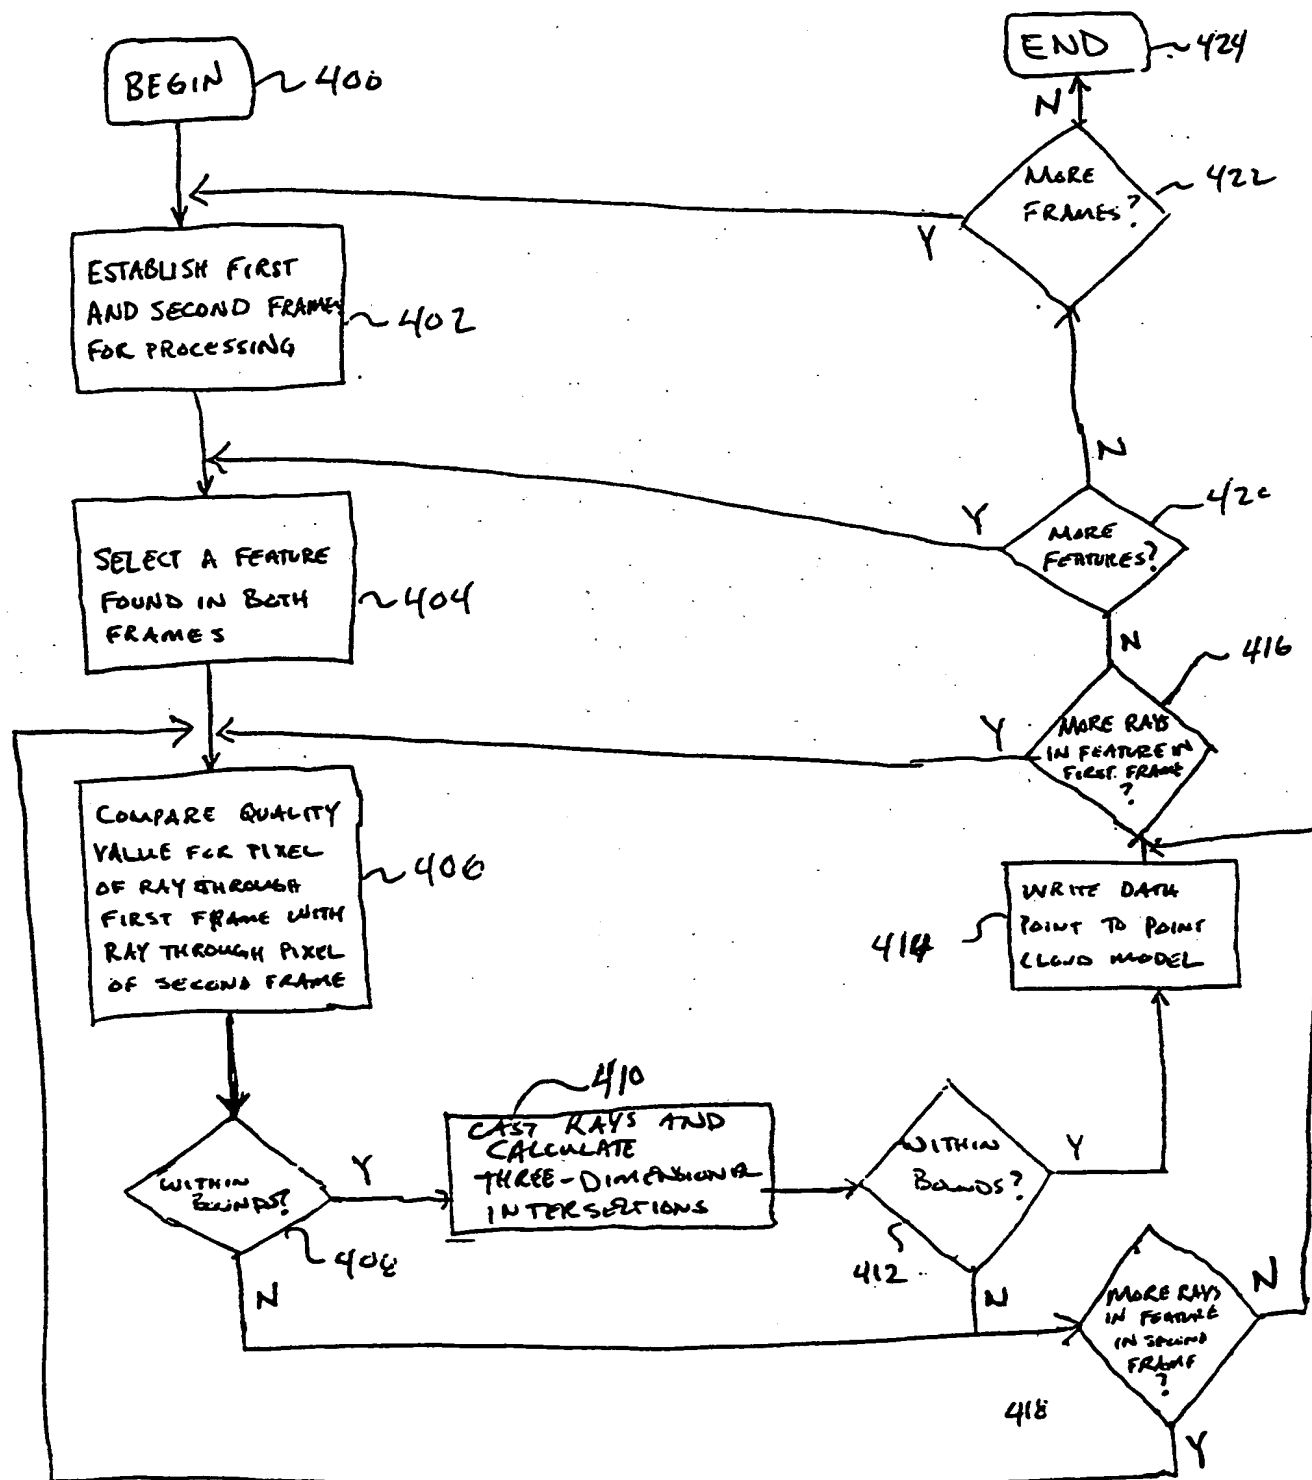 BEGIN
400
ESTABLISH FIRST
AND SECOND FRAMES
FOR PROCESSING
402
SELECT A FEATURE
FOUND IN BOTH
FRAMES
404
COMPARE QUALITY
VALUE FOR PIXEL
OF RAY THROUGH
FIRST FRAME WITH
RAY THROUGH PIXEL
OF SECOND FRAME
406
WITHIN
BOUNDS?
408
Y
N
410
CAST RAYS AND
CALCULATE
THREE-DIMENSIONAL
INTERSECTIONS
WITHIN
BOUNDS?
412
Y
N
MORE RAYS
IN FEATURE
IN SECOND
FRAME
?
418
N
Y
WRITE DATA
POINT TO POINT
CLOUD MODEL
414
MORE RAYS
IN FEATURE IN
FIRST FRAME
?
416
Y
N
MORE
FEATURES?
420
Y
N
MORE
FRAMES?
422
Y
N
END
424